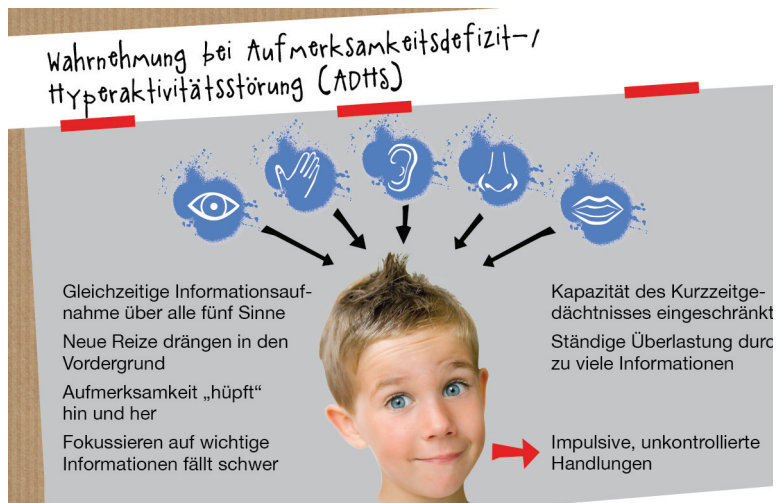 Wahrnehmung bei Aufmerksamkeitsdefizit-/
Hyperaktivitätsstörung (ADHS)
Gleichzeitige Informationsauf-
nahme über alle fünf Sinne
Neue Reize drängen in den
Vordergrund
Aufmerksamkeit „hüpft“
hin und her
Fokussieren auf wichtige
Informationen fällt schwer
Kapazität des Kurzzeitge-
dächtnisses eingeschränkt
Ständige Überlastung durc
zu viele Informationen
Impulsive, unkontrollierte
Handlungen